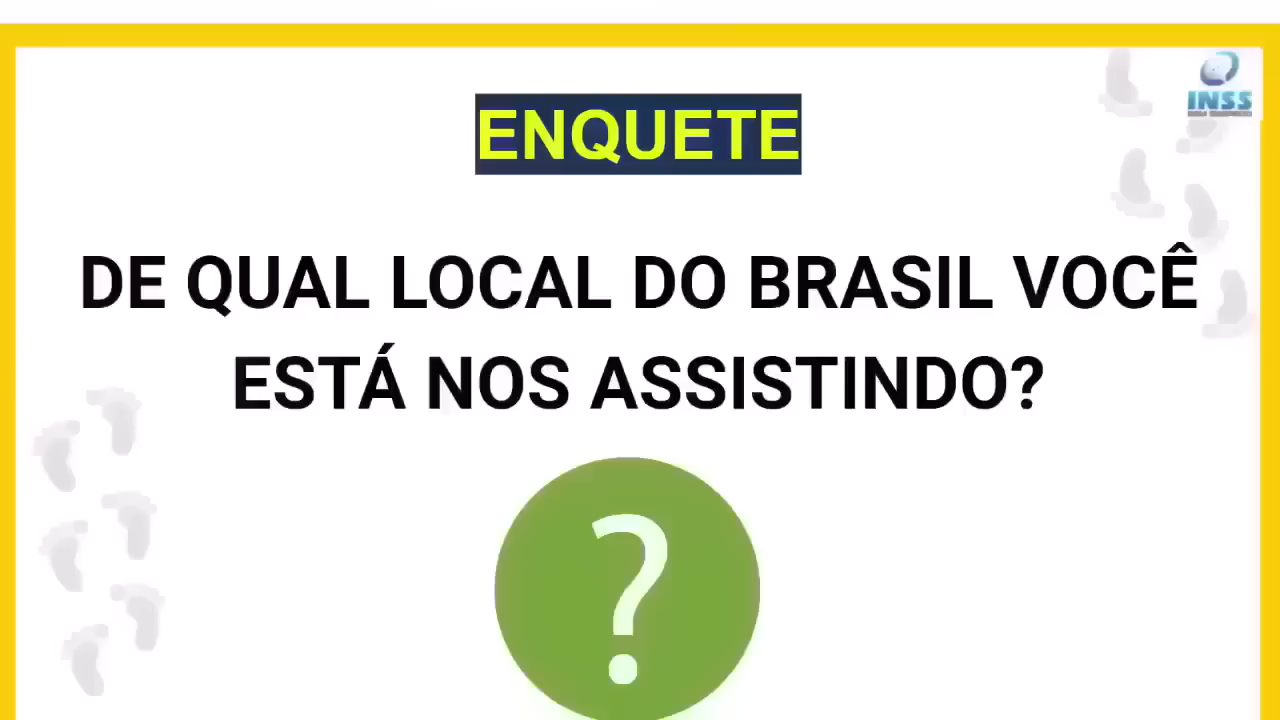 INSS
ENQUETE
DE QUAL LOCAL DO BRASIL VOCÊ
ESTÁ NOS ASSISTINDO?
?